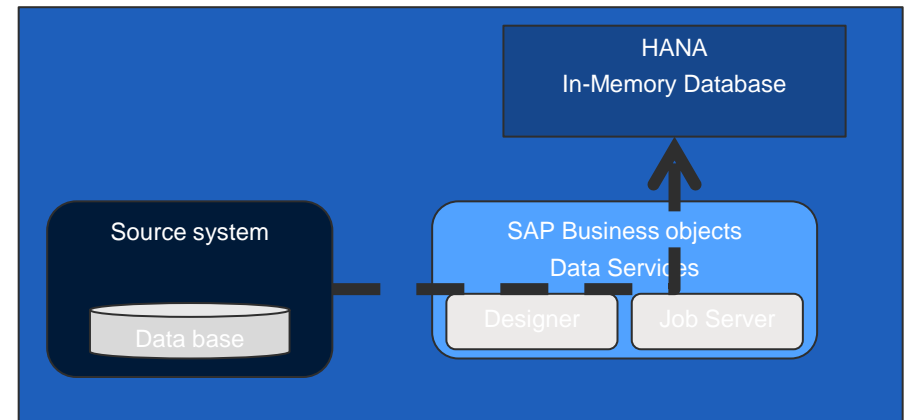 HANA
In-Memory Database
Source system
Data base
SAP Business objects
Data Services
Designer
Job Server